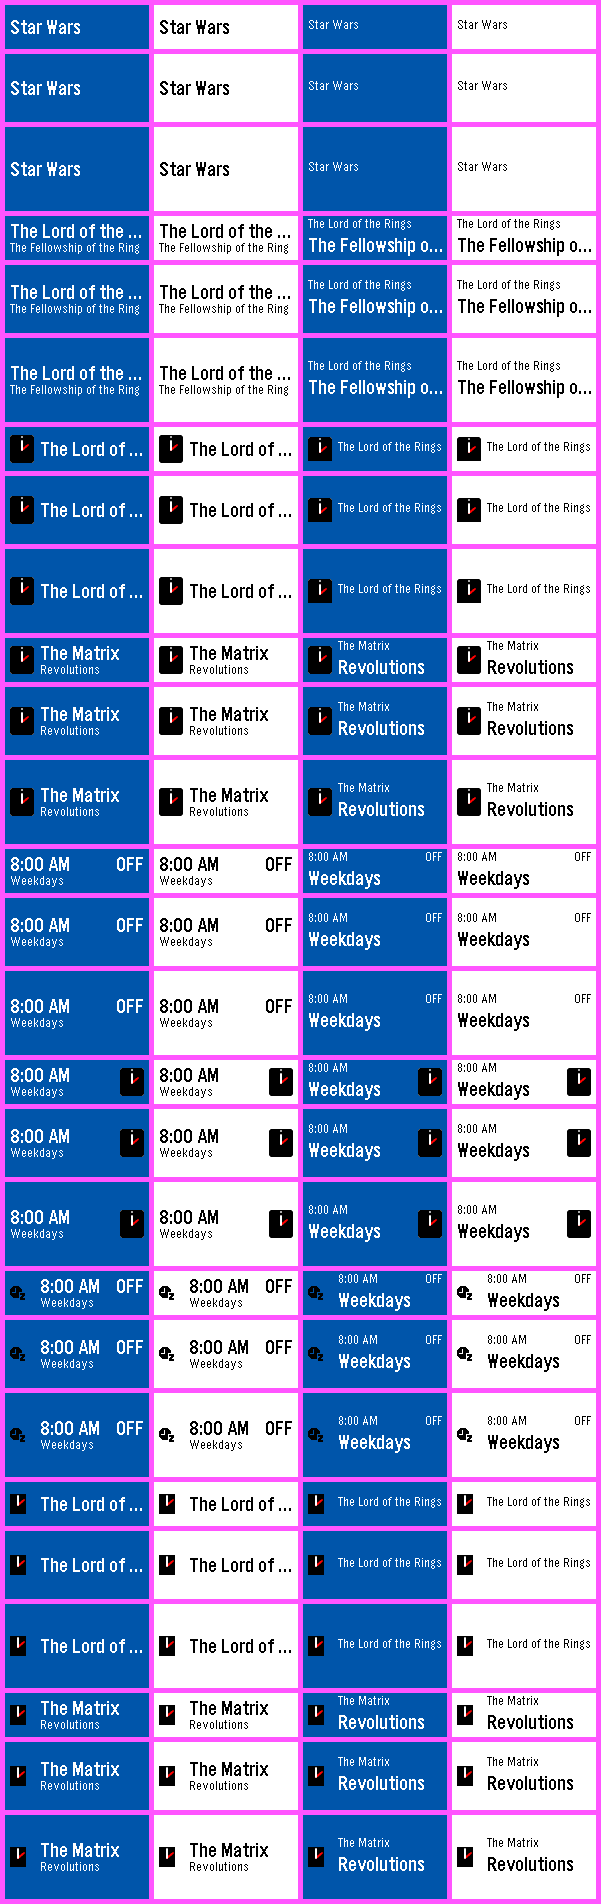 Star Wars Star Wars Star Wars Star Wars
Star Wars Star Wars Star Wars Star Wars
Star Wars Star Wars Star Wars Star Wars
The Lord of the ... The Lord of the ... The Lord of the Rings The Lord of the Rings
The Fellowship of the Ring The Fellowship of the Ring The Fellowship o... The Fellowship o...
The Lord of the ... The Lord of the ... The Lord of the Rings The Lord of the Rings
The Fellowship of the Ring The Fellowship of the Ring The Fellowship o... The Fellowship o...
The Lord of the ... The Lord of the ... The Lord of the Rings The Lord of the Rings
The Fellowship of the Ring The Fellowship of the Ring The Fellowship o... The Fellowship o...
The Lord of ... The Lord of ... The Lord of the Rings The Lord of the Rings
The Lord of ... The Lord of ... The Lord of the Rings The Lord of the Rings
The Lord of ... The Lord of ... The Lord of the Rings The Lord of the Rings
The Matrix The Matrix The Matrix The Matrix
Revolutions Revolutions Revolutions Revolutions
The Matrix The Matrix The Matrix The Matrix
Revolutions Revolutions Revolutions Revolutions
The Matrix The Matrix The Matrix The Matrix
Revolutions Revolutions Revolutions Revolutions
8:00 AM OFF 8:00 AM OFF 8:00 AM OFF 8:00 AM OFF
Weekdays Weekdays Weekdays Weekdays
8:00 AM OFF 8:00 AM OFF 8:00 AM OFF 8:00 AM OFF
Weekdays Weekdays Weekdays Weekdays
8:00 AM OFF 8:00 AM OFF 8:00 AM OFF 8:00 AM OFF
Weekdays Weekdays Weekdays Weekdays
8:00 AM 8:00 AM 8:00 AM 8:00 AM
Weekdays Weekdays Weekdays Weekdays
8:00 AM 8:00 AM 8:00 AM 8:00 AM
Weekdays Weekdays Weekdays Weekdays
8:00 AM 8:00 AM 8:00 AM 8:00 AM
Weekdays Weekdays Weekdays Weekdays
8:00 AM OFF 8:00 AM OFF 8:00 AM OFF 8:00 AM OFF
Weekdays Weekdays Weekdays Weekdays
8:00 AM OFF 8:00 AM OFF 8:00 AM OFF 8:00 AM OFF
Weekdays Weekdays Weekdays Weekdays
8:00 AM OFF 8:00 AM OFF 8:00 AM OFF 8:00 AM OFF
Weekdays Weekdays Weekdays Weekdays
The Lord of ... The Lord of ... The Lord of the Rings The Lord of the Rings
The Lord of ... The Lord of ... The Lord of the Rings The Lord of the Rings
The Lord of ... The Lord of ... The Lord of the Rings The Lord of the Rings
The Matrix The Matrix The Matrix The Matrix
Revolutions Revolutions Revolutions Revolutions
The Matrix The Matrix The Matrix The Matrix
Revolutions Revolutions Revolutions Revolutions
The Matrix The Matrix The Matrix The Matrix
Revolutions Revolutions Revolutions Revolutions